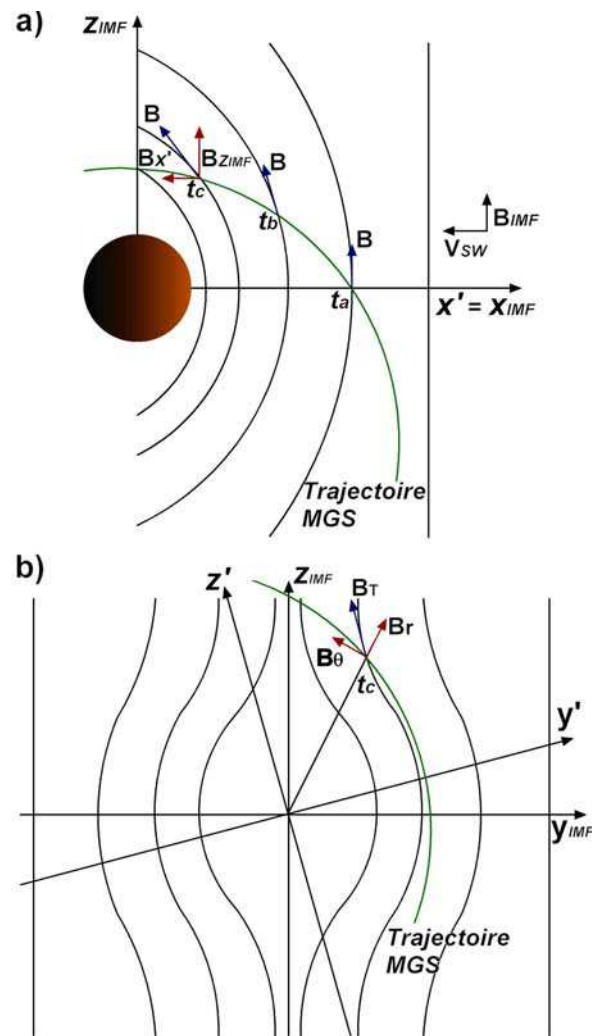 a)
ZIMF
B
Bx'
BZIMF
tc
B
tb
B
ta
BIMF
VSW
x' = xIMF
Trajectoire
MGS
b)
z'
ZIMF
BT
Br
Bθ
tc
y'
yIMF
Trajectoire
MGS